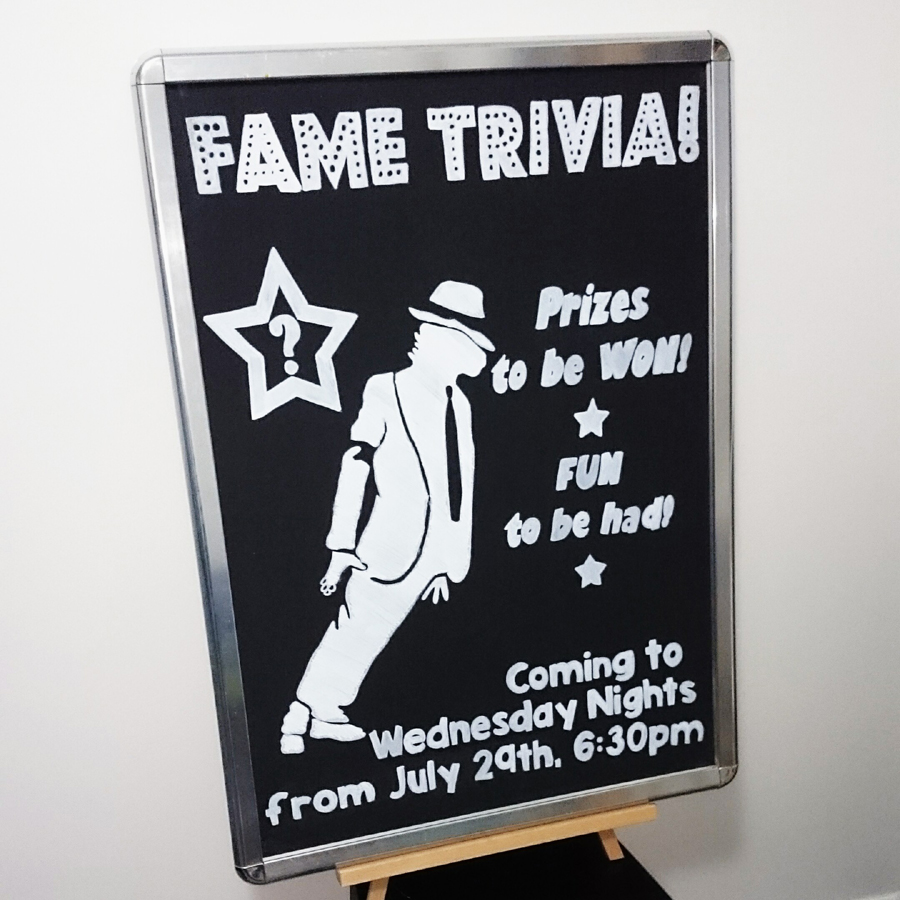 FAME TRIVIA!
?
Prizes
to be WON!
FUN
to be had!
Coming to
Wednesday Nights
from July 29th, 6:30pm